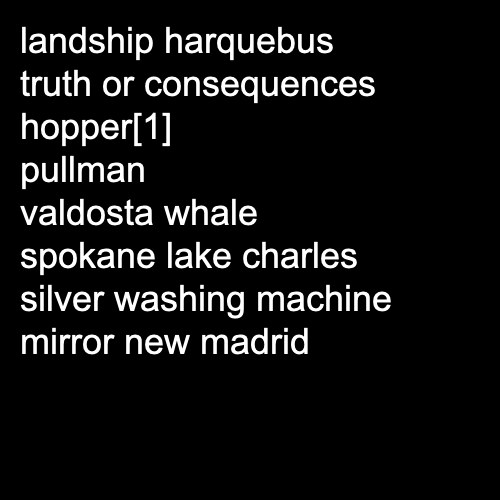 landship harquebus
truth or consequences
hopper[1]
pullman
valdosta whale
spokane lake charles
silver washing machine
mirror new madrid